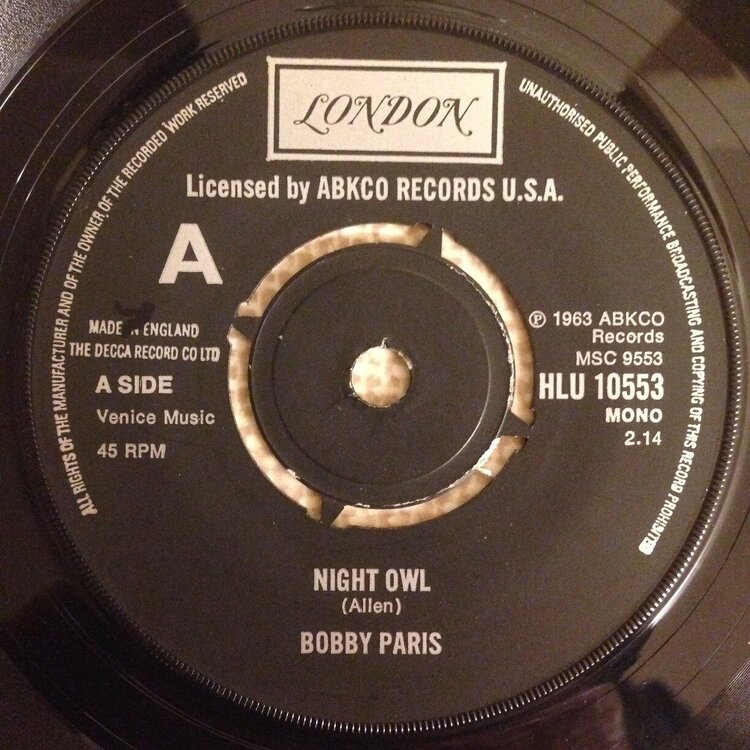 LONDON
Licensed by ABKCO RECORDS U.S.A.
A
MADE IN ENGLAND
THE DECCA RECORD CO LTD
A SIDE
Venice Music
45 RPM
℗ 1963 ABKCO
Records
MSC 9553
HLU 10553
MONO
2.14
NIGHT OWL
(Allen)
BOBBY PARIS
ALL RIGHTS OF THE MANUFACTURER AND OF THE OWNER OF THE RECORDED WORK RESERVED
UNAUTHORISED PUBLIC PERFORMANCE BROADCASTING AND COPYING OF THIS RECORD PROHIBITED